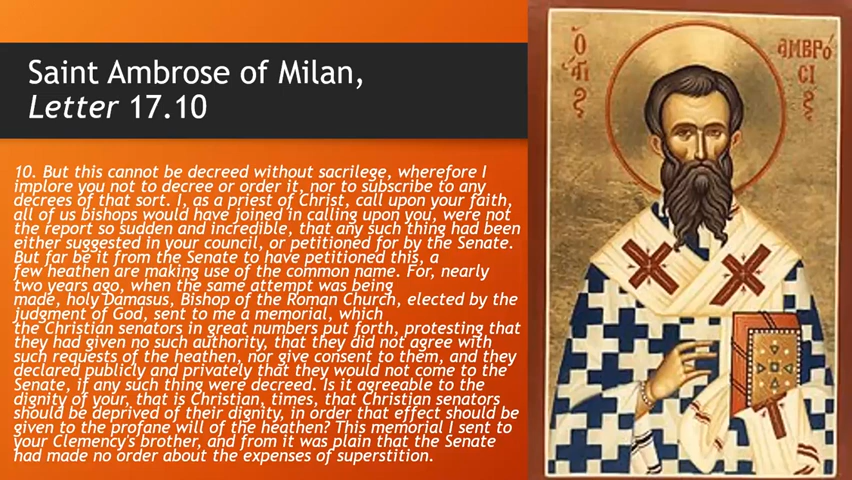 Saint Ambrose of Milan,
Letter 17.10
10. But this cannot be decreed without sacrilege, wherefore I
implore you not to decree or order it, nor to subscribe to any
decrees of that sort. I, as a priest of Christ, call upon your faith,
all of us bishops would have joined in calling upon you, were not
the report so sudden and incredible, that any such thing had been
either suggested in your council, or petitioned for by the Senate.
But far be it from the Senate to have petitioned this, a
few heathen are making use of the common name. For, nearly
two years ago, when the same attempt was being
made, holy Damasus, Bishop of the Roman Church, elected by the
judgment of God, sent to me a memorial, which
the Christian senators in great numbers put forth, protesting that
they had given no such authority, that they did not agree with
such requests of the heathen, nor give consent to them, and they
declared publicly and privately that they would not come to the
Senate, if any such thing were decreed. Is it agreeable to the
dignity of your, that is Christian, times, that Christian senators
should be deprived of their dignity, in order that effect should be
given to the profane will of the heathen? This memorial I sent to
your Clemency's brother, and from it was plain that the Senate
had made no order about the expenses of superstition.
ΑΜΒΡΟ
CΙ